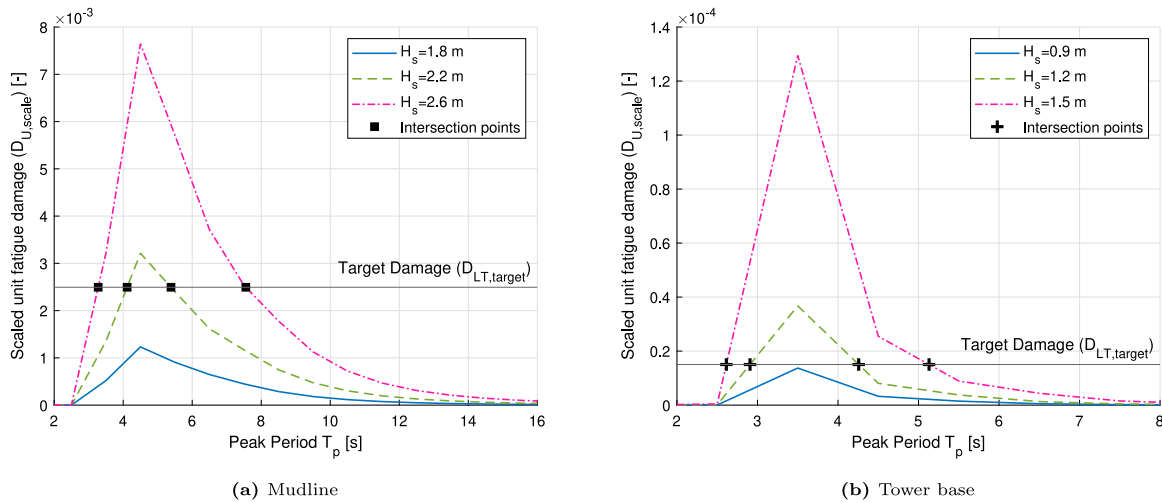 ×10⁻³
8
7
6
5
4
3
2
1
0
Scaled unit fatigue damage (D_U,scale) [-]
H_s=1.8 m
H_s=2.2 m
H_s=2.6 m
Intersection points
Target Damage (D_LT,target)
2 4 6 8 10 12 14 16
Peak Period T_p [s]
(a) Mudline
×10⁻⁴
1.4
1.2
1
0.8
0.6
0.4
0.2
0
Scaled unit fatigue damage (D_U,scale) [-]
H_s=0.9 m
H_s=1.2 m
H_s=1.5 m
Intersection points
Target Damage (D_LT,target)
2 3 4 5 6 7 8
Peak Period T_p [s]
(b) Tower base